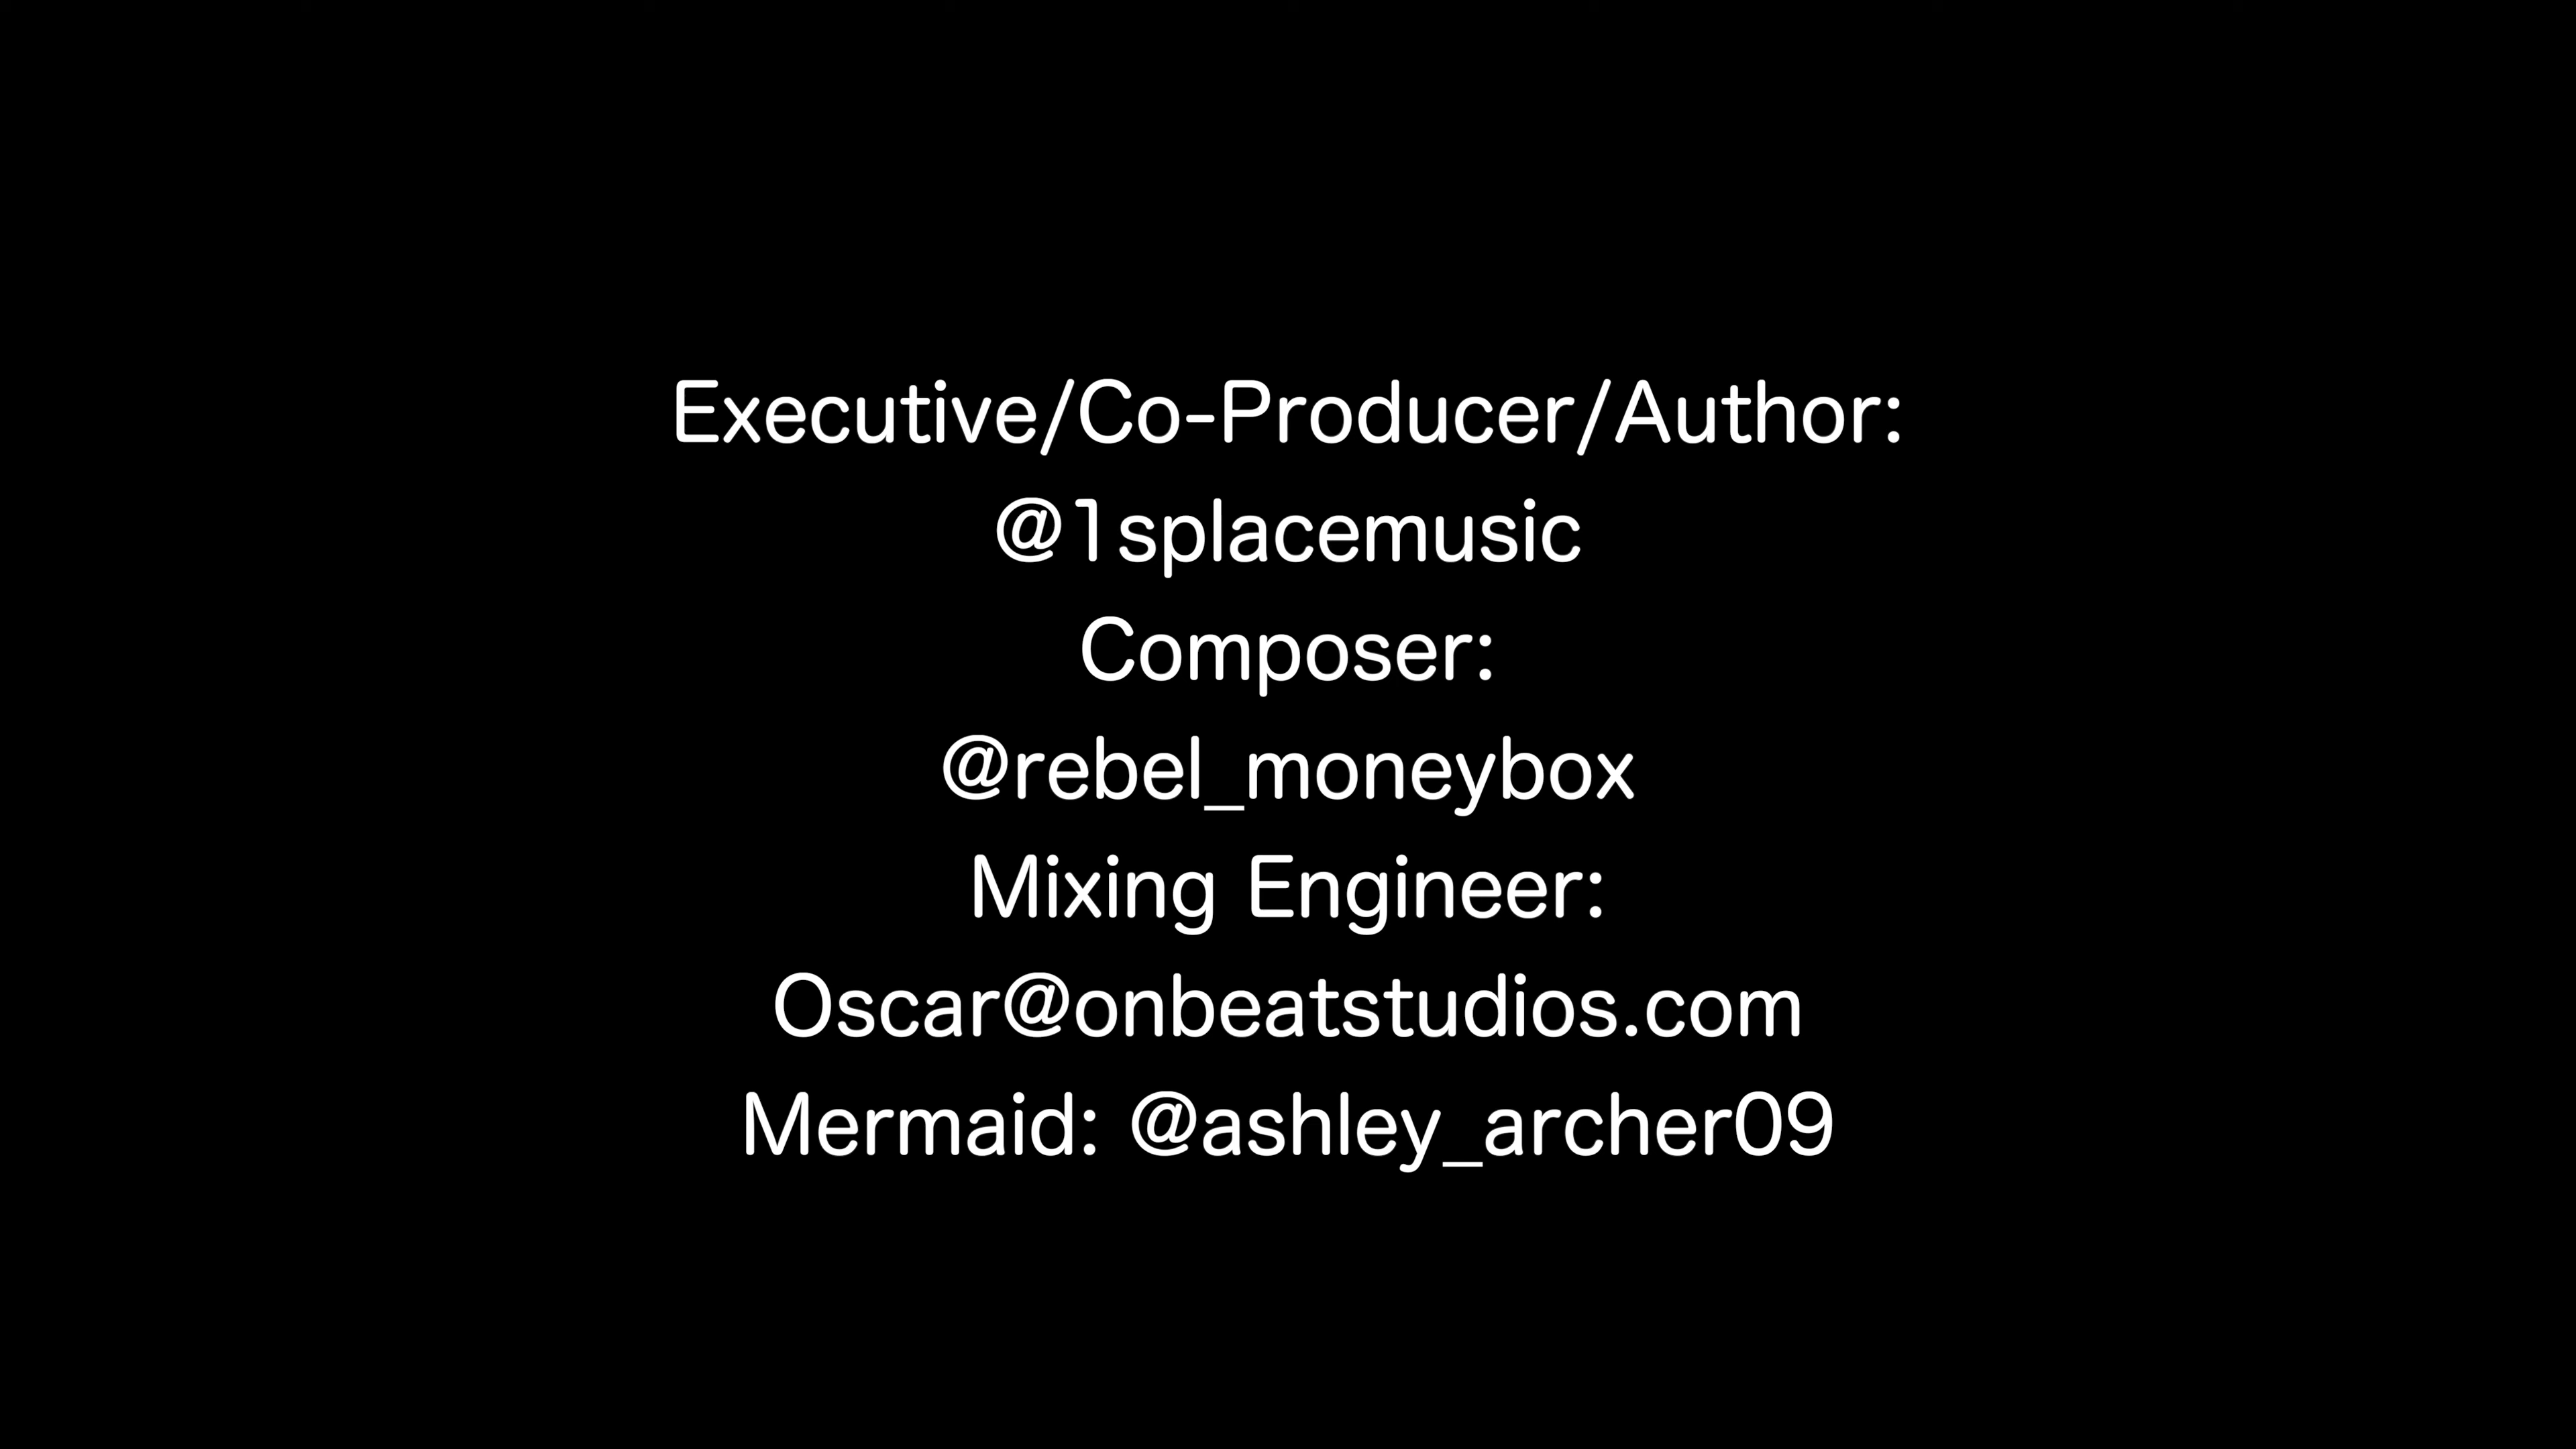 Executive/Co-Producer/Author:
@1splacemusic
Composer:
@rebel_moneybox
Mixing Engineer:
Oscar@onbeatstudios.com
Mermaid: @ashley_archer09